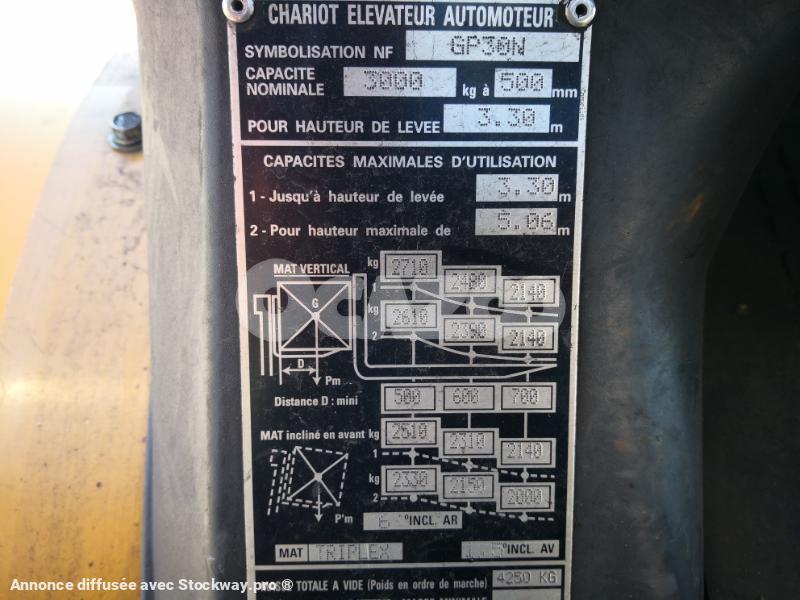 CHARIOT ELEVATEUR AUTOMOTEUR
SYMBOLISATION NF GP30N
CAPACITE NOMINALE 3000 kg à 500 mm
POUR HAUTEUR DE LEVEE 3.30 m
CAPACITES MAXIMALES D'UTILISATION
1 - Jusqu'à hauteur de levée 3.30 m
2 - Pour hauteur maximale de 5.06 m
MAT VERTICAL kg 2710 2490 2140
1
G kg 2610 2390 2140
2
D
Pm
Distance D : mini 500 600 700
MAT incliné en avant kg 2510 2310 2140
1
kg 2330 2150 2000
2
P'm
6 °INCL. AR
MAT TRIPLEX °INCL. AV
TOTALE A VIDE (Poids en ordre de marche) 4250 KG
Annonce diffusée avec Stockway.pro ®